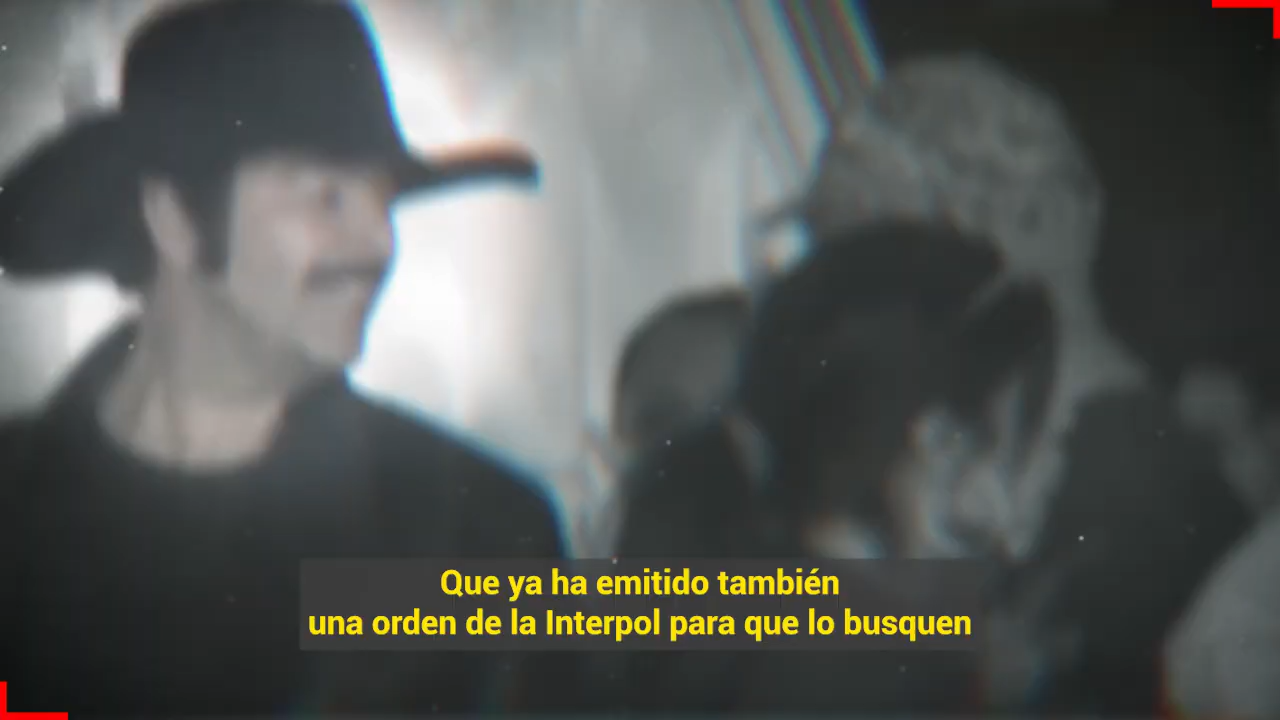 Que ya ha emitido también
una orden de la Interpol para que lo busquen